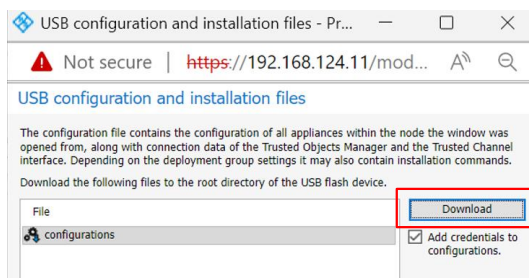 USB configuration and installation files - Pr...
Not secure | https://192.168.124.11/mod... A
USB configuration and installation files
The configuration file contains the configuration of all appliances within the node the window was
opened from, along with connection data of the Trusted Objects Manager and the Trusted Channel
interface. Depending on the deployment group settings it may also contain installation commands.
Download the following files to the root directory of the USB flash device.
File
Download
configurations
Add credentials to
configurations.